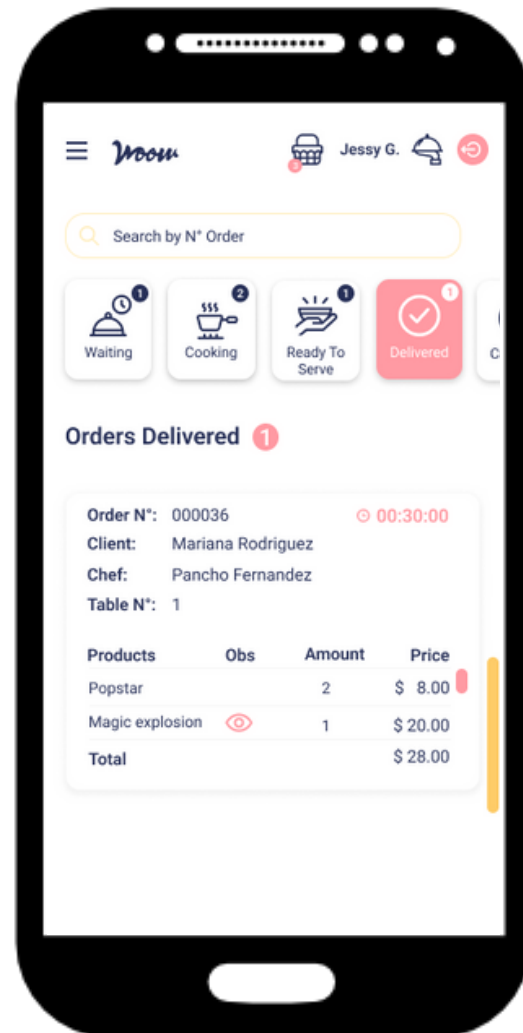 Woow
Jessy G.
3
Search by N° Order
1
2
1
1
Waiting
Cooking
Ready To
Serve
Delivered
C
Orders Delivered 1
Order N°: 000036 00:30:00
Client: Mariana Rodriguez
Chef: Pancho Fernandez
Table N°: 1
Products Obs Amount Price
Popstar 2 $ 8.00
Magic explosion 1 $ 20.00
Total $ 28.00